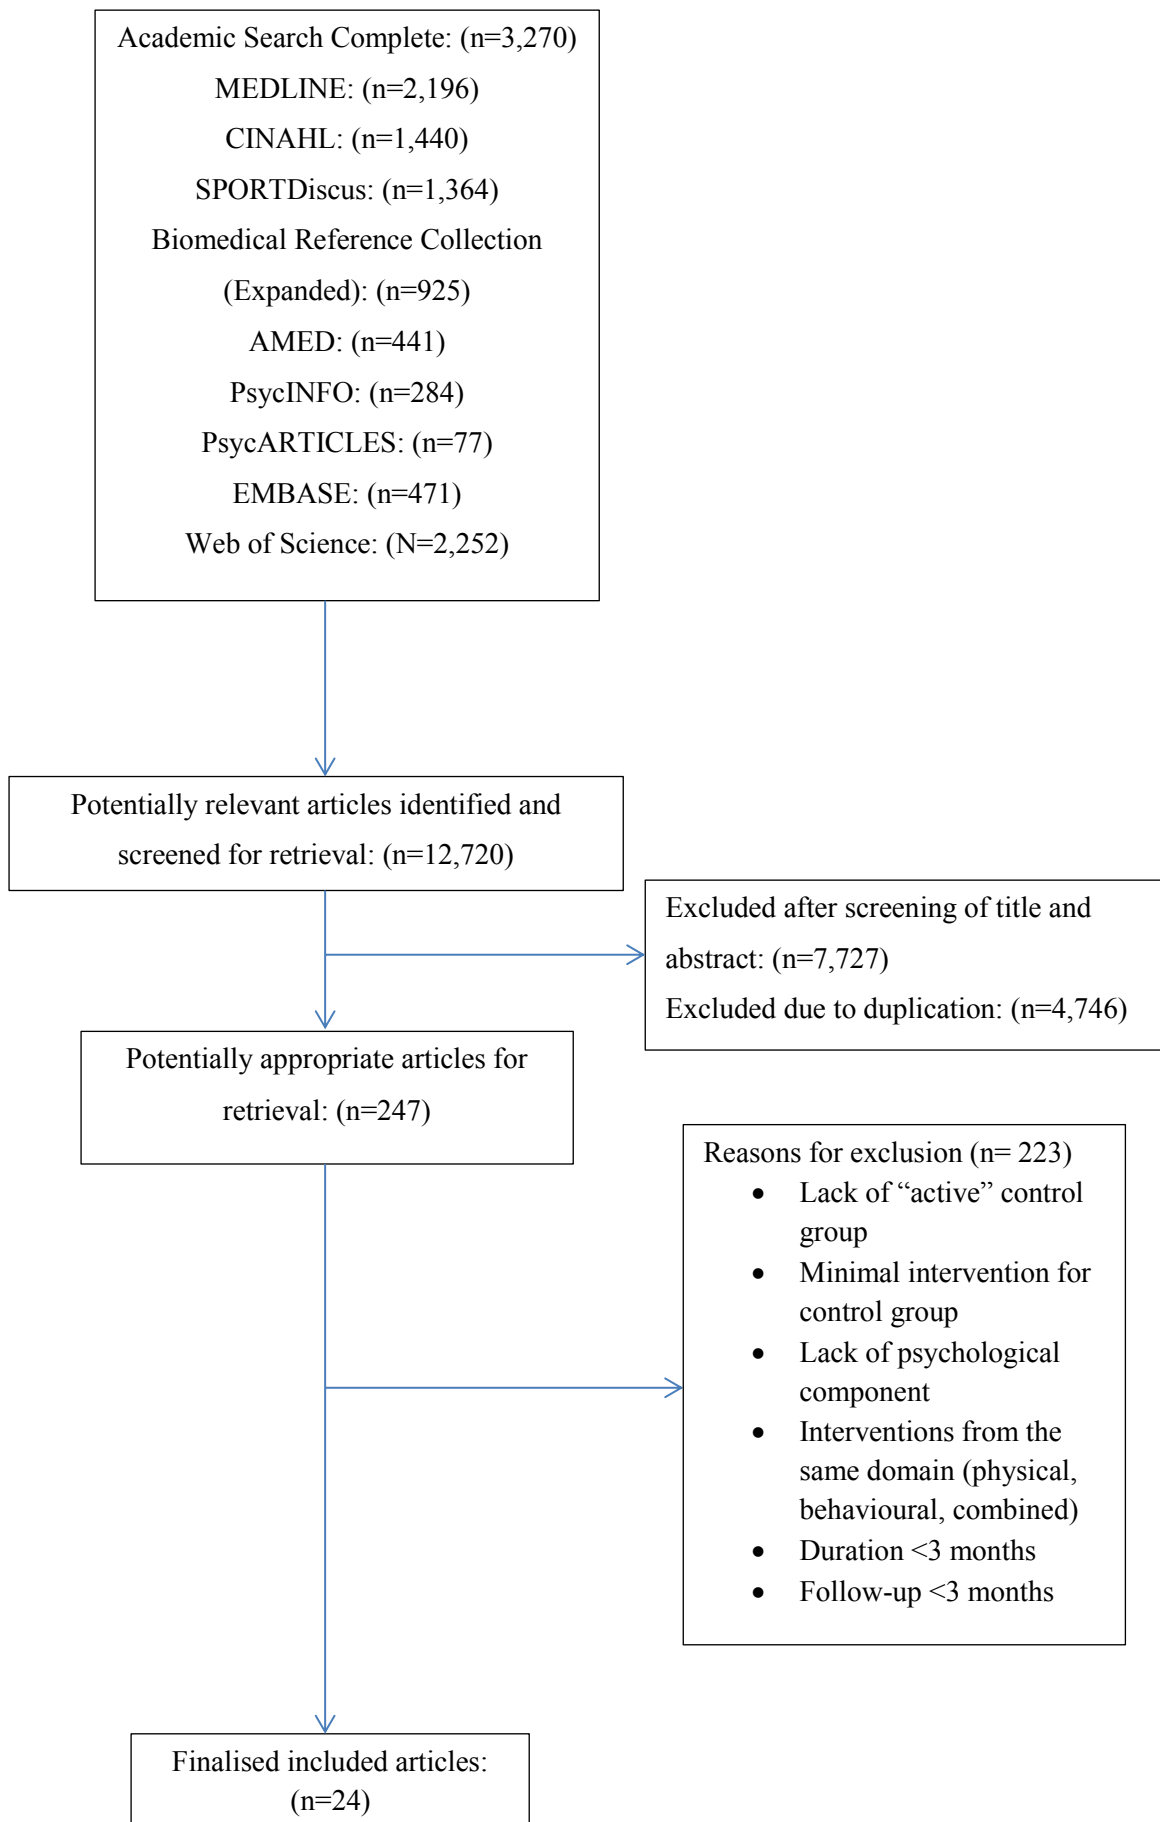 Academic Search Complete: (n=3,270)
MEDLINE: (n=2,196)
CINAHL: (n=1,440)
SPORTDiscus: (n=1,364)
Biomedical Reference Collection
(Expanded): (n=925)
AMED: (n=441)
PsycINFO: (n=284)
PsycARTICLES: (n=77)
EMBASE: (n=471)
Web of Science: (N=2,252)
Potentially relevant articles identified and
screened for retrieval: (n=12,720)
Excluded after screening of title and
abstract: (n=7,727)
Excluded due to duplication: (n=4,746)
Potentially appropriate articles for
retrieval: (n=247)
Reasons for exclusion (n= 223)
• Lack of “active” control
group
• Minimal intervention for
control group
• Lack of psychological
component
• Interventions from the
same domain (physical,
behavioural, combined)
• Duration <3 months
• Follow-up <3 months
Finalised included articles:
(n=24)